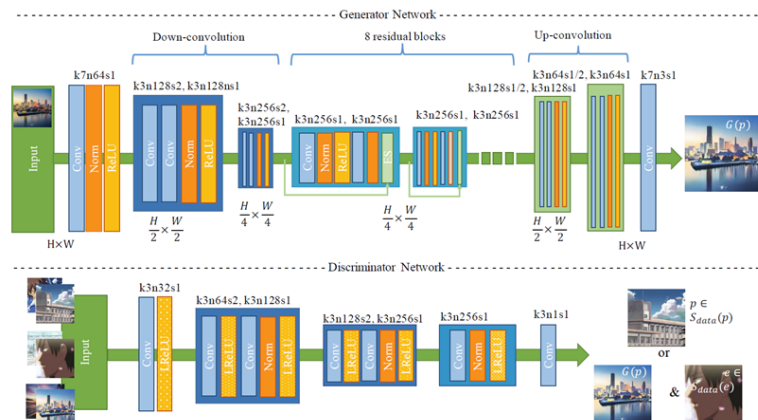 Generator Network
Down-convolution
8 residual blocks
Up-convolution
k7n64s1
k3n128s2, k3n128ns1
k3n256s2,
k3n256s1
k3n256s1, k3n256s1
k3n256s1, k3n256s1
k3n128s1/2,
k3n128s1
k3n64s1/2, k3n64s1
k7n3s1
Input
Conv
Norm
ReLU
Conv
Conv
Norm
ReLU
Conv
Norm
ReLU
ES
Conv
G(p)
H×W
H/2 × W/2
H/4 × W/4
H/4 × W/4
H/2 × W/2
H×W
Discriminator Network
k3n32s1
k3n64s2, k3n128s1
k3n128s2, k3n256s1
k3n256s1
k3n1s1
Input
Conv
LReLU
Conv
LReLU
Conv
Norm
LReLU
Conv
LReLU
Conv
Norm
LReLU
Conv
Norm
LReLU
Conv
p ∈
S_data(p)
or
G(p)
&
e ∈
S_data(e)